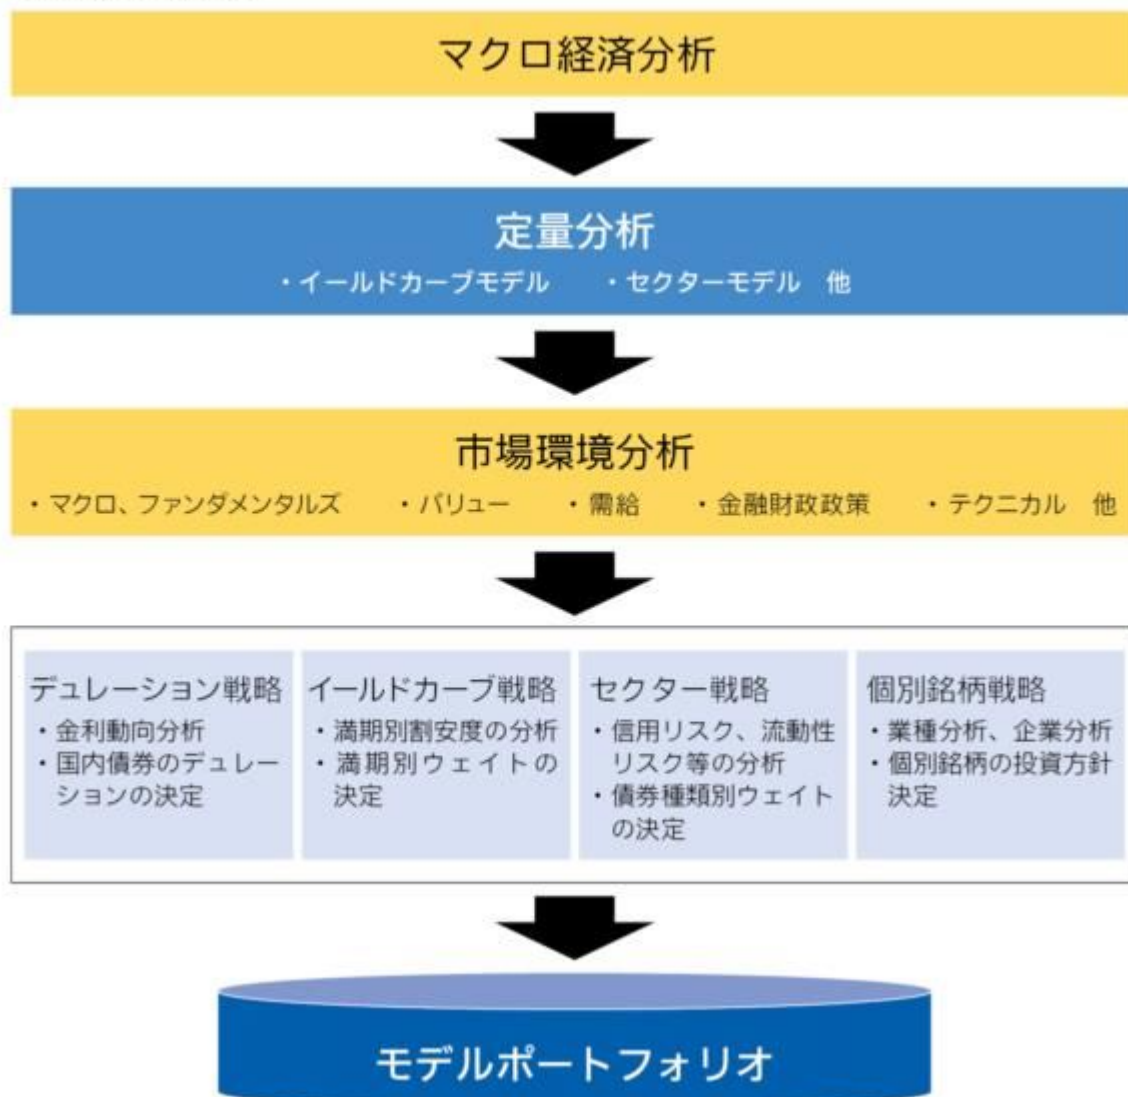 マクロ経済分析
定量分析
・イールドカーブモデル　・セクターモデル　他
市場環境分析
・マクロ、ファンダメンタルズ　・バリュー　・需給　・金融財政政策　・テクニカル　他
デュレーション戦略
・金利動向分析
・国内債券のデュレー
ションの決定
イールドカーブ戦略
・満期別割安度の分析
・満期別ウェイトの
決定
セクター戦略
・信用リスク、流動性
リスク等の分析
・債券種類別ウェイト
の決定
個別銘柄戦略
・業種分析、企業分析
・個別銘柄の投資方針
決定
モデルポートフォリオ